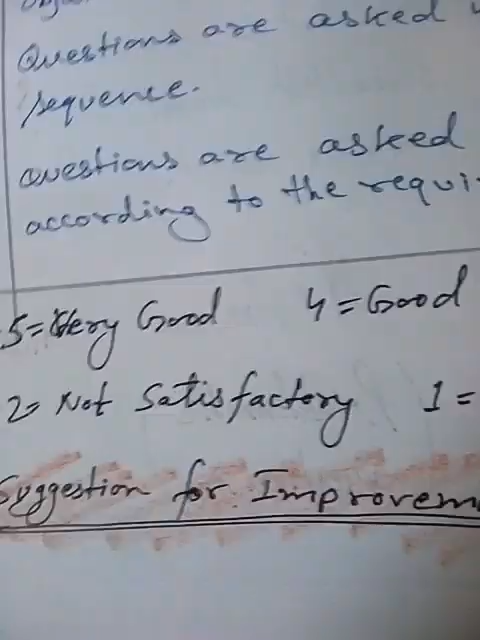 Questions are asked
sequence.
Questions are asked
according to the requi
5=Very Good 4=Good
2= Not Satisfactory 1=
Suggestion for Improvem